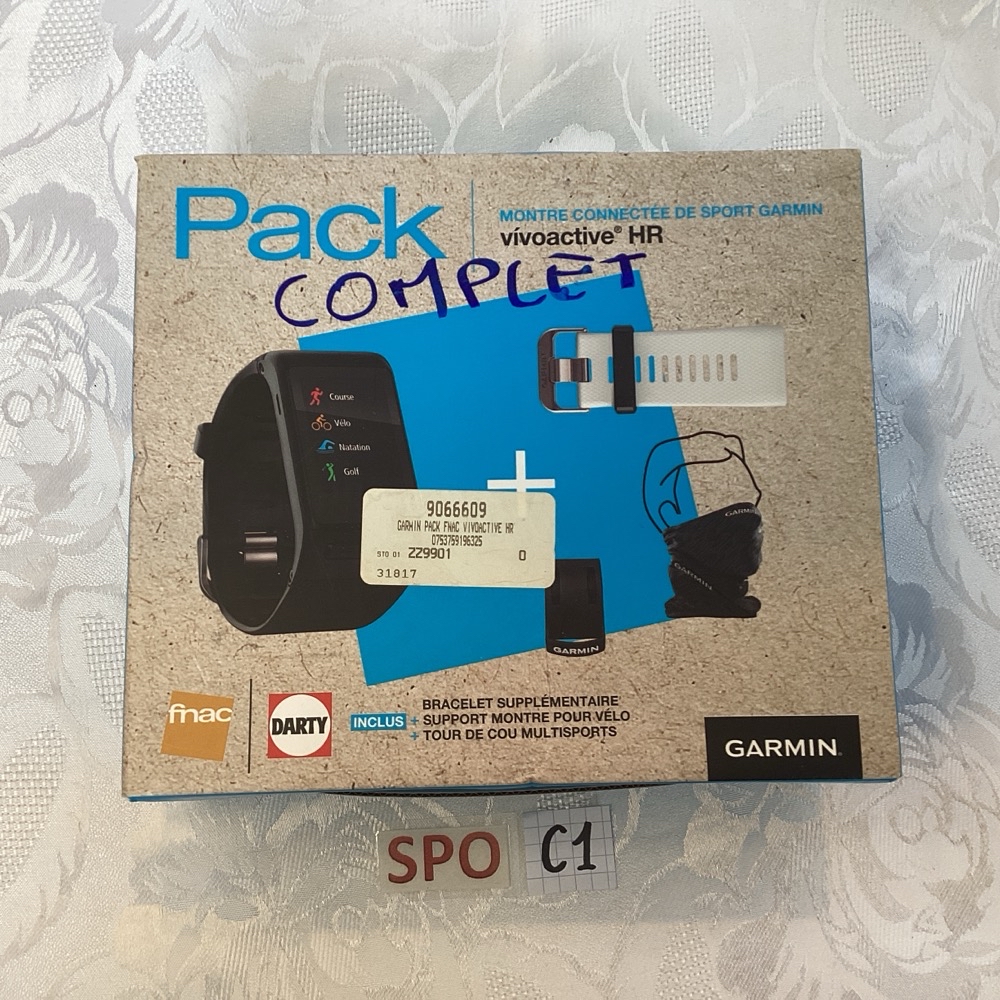 Pack
MONTRE CONNECTÉE DE SPORT GARMIN
vívoactive® HR
COMPLET
Course
Vélo
Natation
Golf
GARMIN
GARMIN
9066609
GARMIN PACK FNAC VIVOACTIVE HR
0753759196325
STO 01 ZZ9901 0
31817
GARMIN
fnac
DARTY
INCLUS
BRACELET SUPPLÉMENTAIRE
+ SUPPORT MONTRE POUR VÉLO
+ TOUR DE COU MULTISPORTS
GARMIN
SPO C1